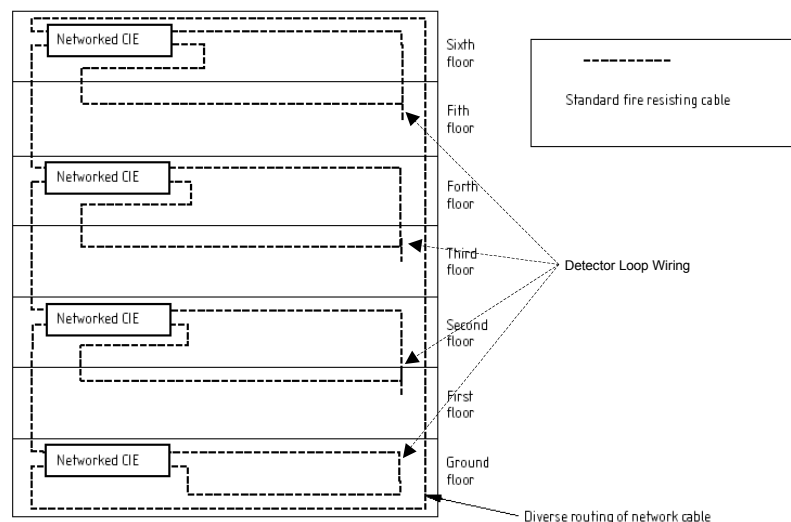 Networked CIE
Sixth
floor
Standard fire resisting cable
Fith
floor
Networked CIE
Forth
floor
Third
floor
Detector Loop Wiring
Networked CIE
Second
floor
First
floor
Networked CIE
Ground
floor
Diverse routing of network cable